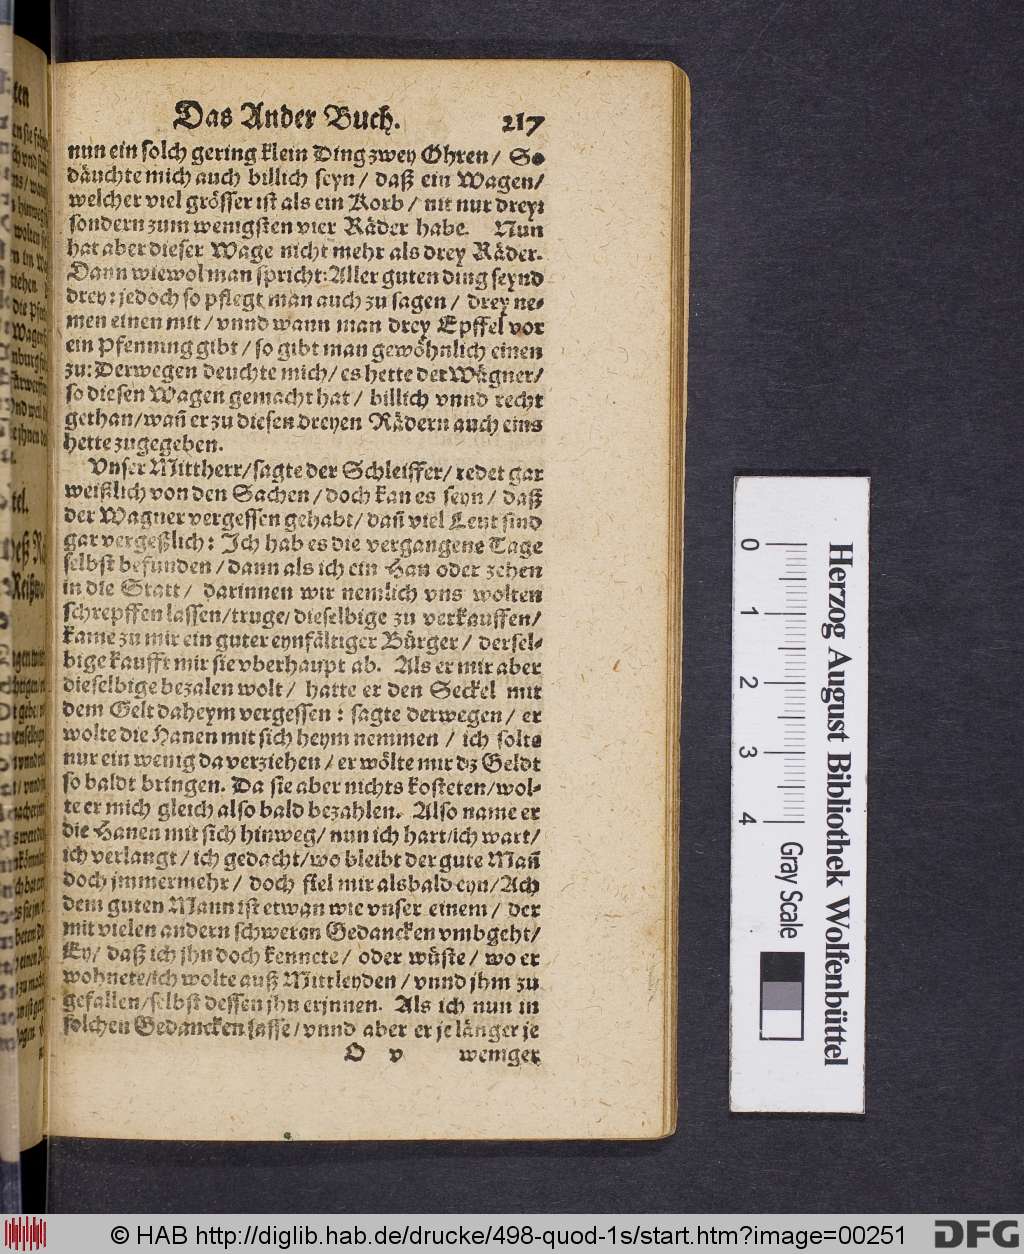 Das Ander Buch. 217
nun ein solch gering klein Ding zwey Ohren / So
däuchte mich auch billich seyn / daß ein Wagen /
welcher viel grösser ist als ein Korb / nit nur drey:
sondern zum wenigsten vier Räder habe. Nun
hat aber dieser Wage nicht mehr als drey Räder.
Dann wiewol man spricht: Aller guten ding seynd
drey: jedoch so pflegt man auch zu sagen / drey ne-
men einen mit / vnnd wann man drey Epffel vor
ein Pfenning gibt / so gibt man gewöhnlich einen
zu: Derwegen deuchte mich / es hette der Wägner /
so diesen Wagen gemacht hat / billich vnnd recht
gethan / wañ er zu diesen dreyen Rädern auch eins
hette zugegeben.
Vnser Mittherr / sagte der Schleiffer / redet gar
weißlich von den Sachen / doch kan es seyn / daß
der Wagner vergessen gehabt / dañ viel Leut sind
gar vergeßlich: Ich hab es die vergangene Tage
selbst befunden / dann als ich ein Han oder zehen
in die Statt / darinnen wir nemlich vns wolten
schrepffen lassen / truge / dieselbige zu verkauffen /
kame zu mir ein guter eynfältiger Bürger / dersel-
bige kaufft mir sie vberhaupt ab. Als er mir aber
dieselbige bezalen wolt / hatte er den Seckel mit
dem Gelt daheym vergessen: sagte derwegen / er
wolte die Hanen mit sich heym nemmen / ich solte
nur ein wenig da verziehen / er wölte mir dz Geldt
so baldt bringen. Da sie aber nichts kosteten / wol-
te er mich gleich also bald bezahlen. Also name er
die Hanen mit sich hinweg / nun ich hart / ich wart /
ich verlangt / ich gedacht / wo bleibt der gute Mañ
doch jmmermehr / doch fiel mir alsbald eyn / Ach
dem guten Mann ist etwan wie vnser einem / der
mit vielen andern schweren Gedancken vmbgeht /
Ey / daß ich jhn doch kennete / oder wüste / wo er
wohnete / ich wolte auß Mittleyden / vnnd jhm zu
gefallen / selbst dessen jhn erjnnen. Als ich nun in
solchen Gedancken sasse / vnnd aber er je länger je
O v weniger
Herzog August Bibliothek Wolfenbüttel
0 1 2 3 4
Gray Scale
© HAB http://diglib.hab.de/drucke/498-quod-1s/start.htm?image=00251
DFG